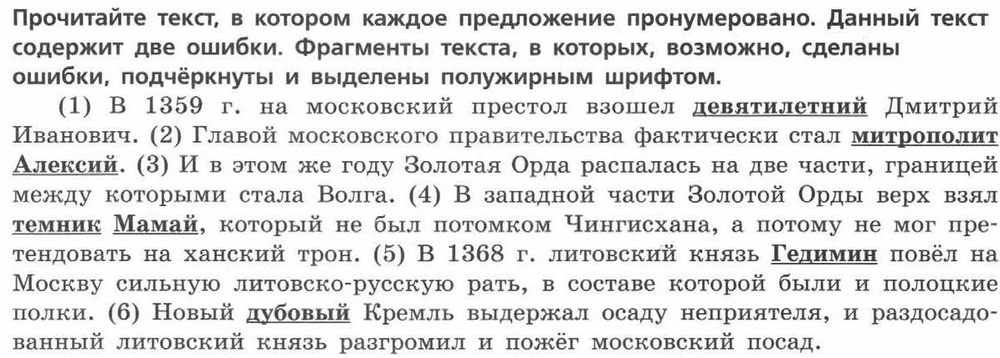 Прочитайте текст, в котором каждое предложение пронумеровано. Данный текст
содержит две ошибки. Фрагменты текста, в которых, возможно, сделаны
ошибки, подчёркнуты и выделены полужирным шрифтом.
(1) В 1359 г. на московский престол взошел девятилетний Дмитрий
Иванович. (2) Главой московского правительства фактически стал митрополит
Алексий. (3) И в этом же году Золотая Орда распалась на две части, границей
между которыми стала Волга. (4) В западной части Золотой Орды верх взял
темник Мамай, который не был потомком Чингисхана, а потому не мог пре-
тендовать на ханский трон. (5) В 1368 г. литовский князь Гедимин повёл на
Москву сильную литовско-русскую рать, в составе которой были и полоцкие
полки. (6) Новый дубовый Кремль выдержал осаду неприятеля, и раздосадо-
ванный литовский князь разгромил и пожёг московский посад.